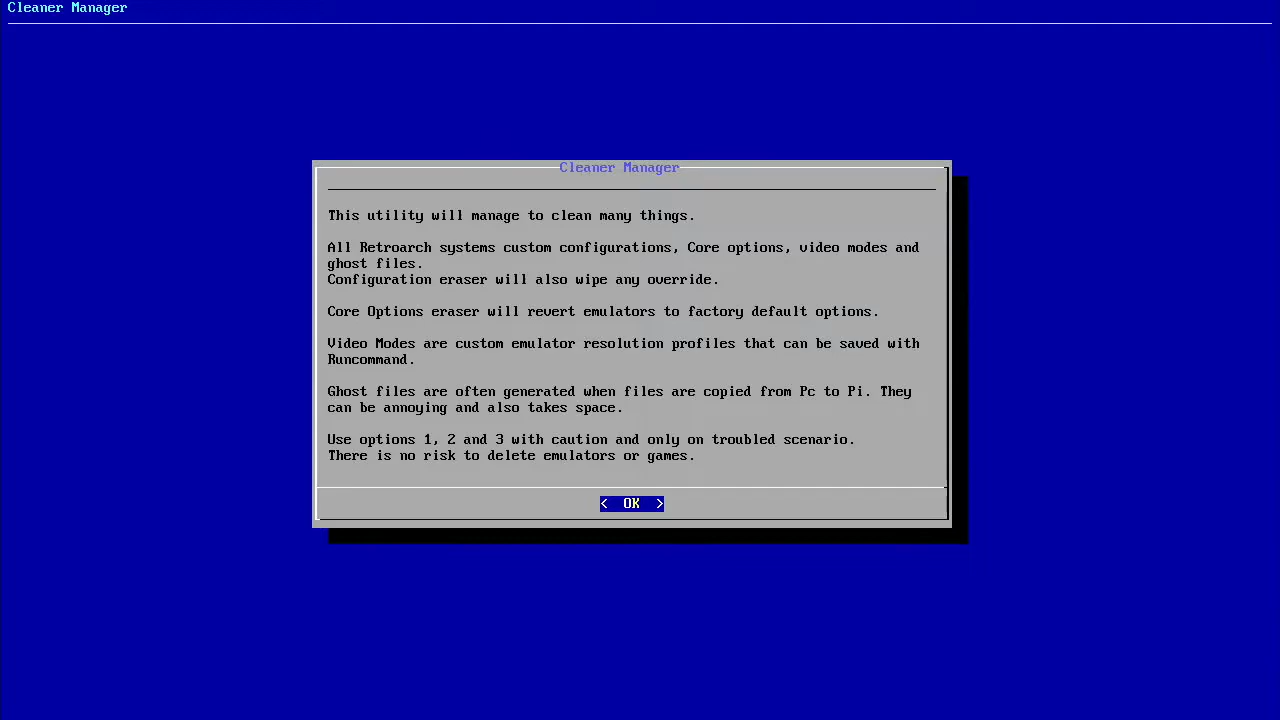 Cleaner Manager
Cleaner Manager
This utility will manage to clean many things.
All Retroarch systems custom configurations, Core options, video modes and
ghost files.
Configuration eraser will also wipe any override.
Core Options eraser will revert emulators to factory default options.
Video Modes are custom emulator resolution profiles that can be saved with
Runcommand.
Ghost files are often generated when files are copied from Pc to Pi. They
can be annoying and also takes space.
Use options 1, 2 and 3 with caution and only on troubled scenario.
There is no risk to delete emulators or games.
< OK >